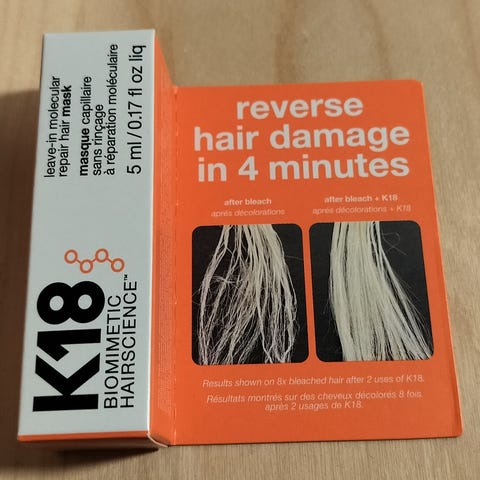 leave-in molecular
repair hair mask
masque capillaire
sans rinçage
à réparation moléculaire
5 ml / 0.17 fl oz liq
K18
BIOMIMETIC
HAIRSCIENCE™
reverse
hair damage
in 4 minutes
after bleach
après décolorations
after bleach + K18
après décolorations + K18
Results shown on 8x bleached hair after 2 uses of K18.
Résultats montrés sur des cheveux décolorés 8 fois
après 2 usages de K18.